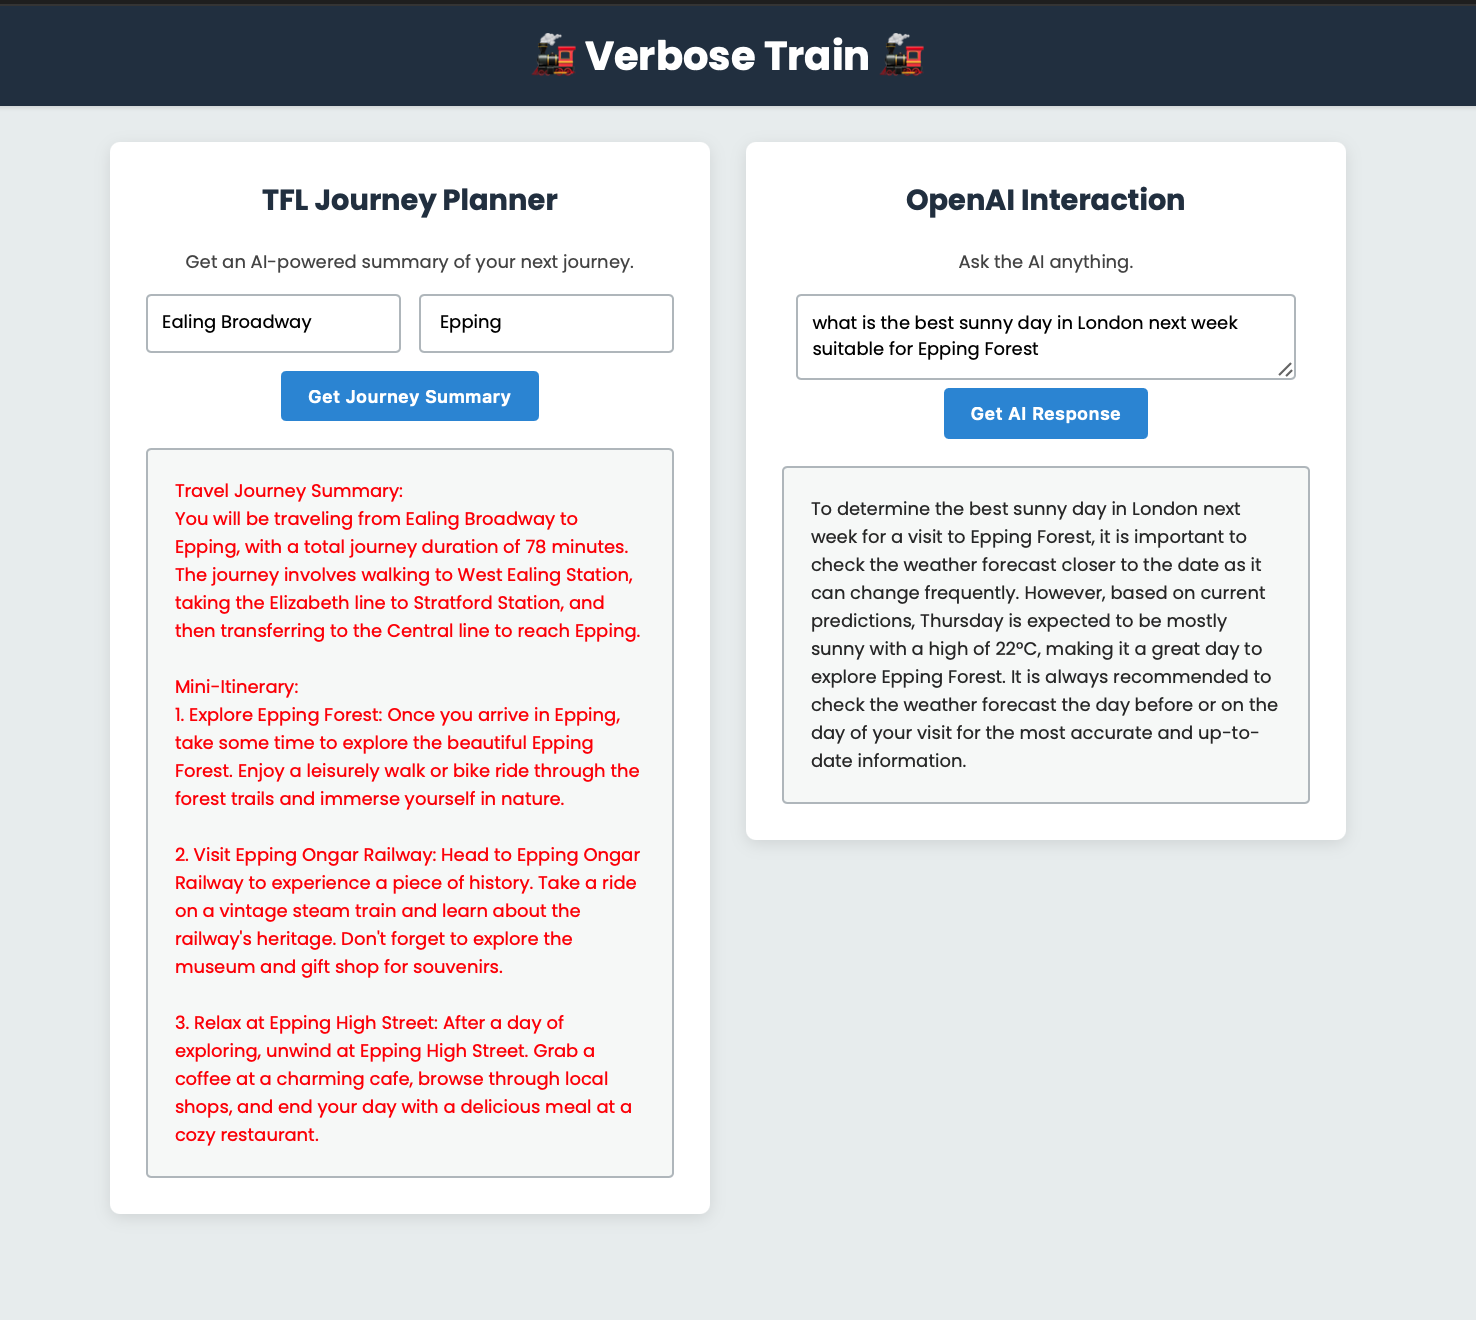 Verbose Train
TFL Journey Planner
Get an AI-powered summary of your next journey.
Ealing Broadway
Epping
Get Journey Summary
Travel Journey Summary:
You will be traveling from Ealing Broadway to
Epping, with a total journey duration of 78 minutes.
The journey involves walking to West Ealing Station,
taking the Elizabeth line to Stratford Station, and
then transferring to the Central line to reach Epping.
Mini-Itinerary:
1. Explore Epping Forest: Once you arrive in Epping,
take some time to explore the beautiful Epping
Forest. Enjoy a leisurely walk or bike ride through the
forest trails and immerse yourself in nature.
2. Visit Epping Ongar Railway: Head to Epping Ongar
Railway to experience a piece of history. Take a ride
on a vintage steam train and learn about the
railway's heritage. Don't forget to explore the
museum and gift shop for souvenirs.
3. Relax at Epping High Street: After a day of
exploring, unwind at Epping High Street. Grab a
coffee at a charming cafe, browse through local
shops, and end your day with a delicious meal at a
cozy restaurant.
OpenAI Interaction
Ask the AI anything.
what is the best sunny day in London next week
suitable for Epping Forest
Get AI Response
To determine the best sunny day in London next
week for a visit to Epping Forest, it is important to
check the weather forecast closer to the date as it
can change frequently. However, based on current
predictions, Thursday is expected to be mostly
sunny with a high of 22°C, making it a great day to
explore Epping Forest. It is always recommended to
check the weather forecast the day before or on the
day of your visit for the most accurate and up-to-
date information.